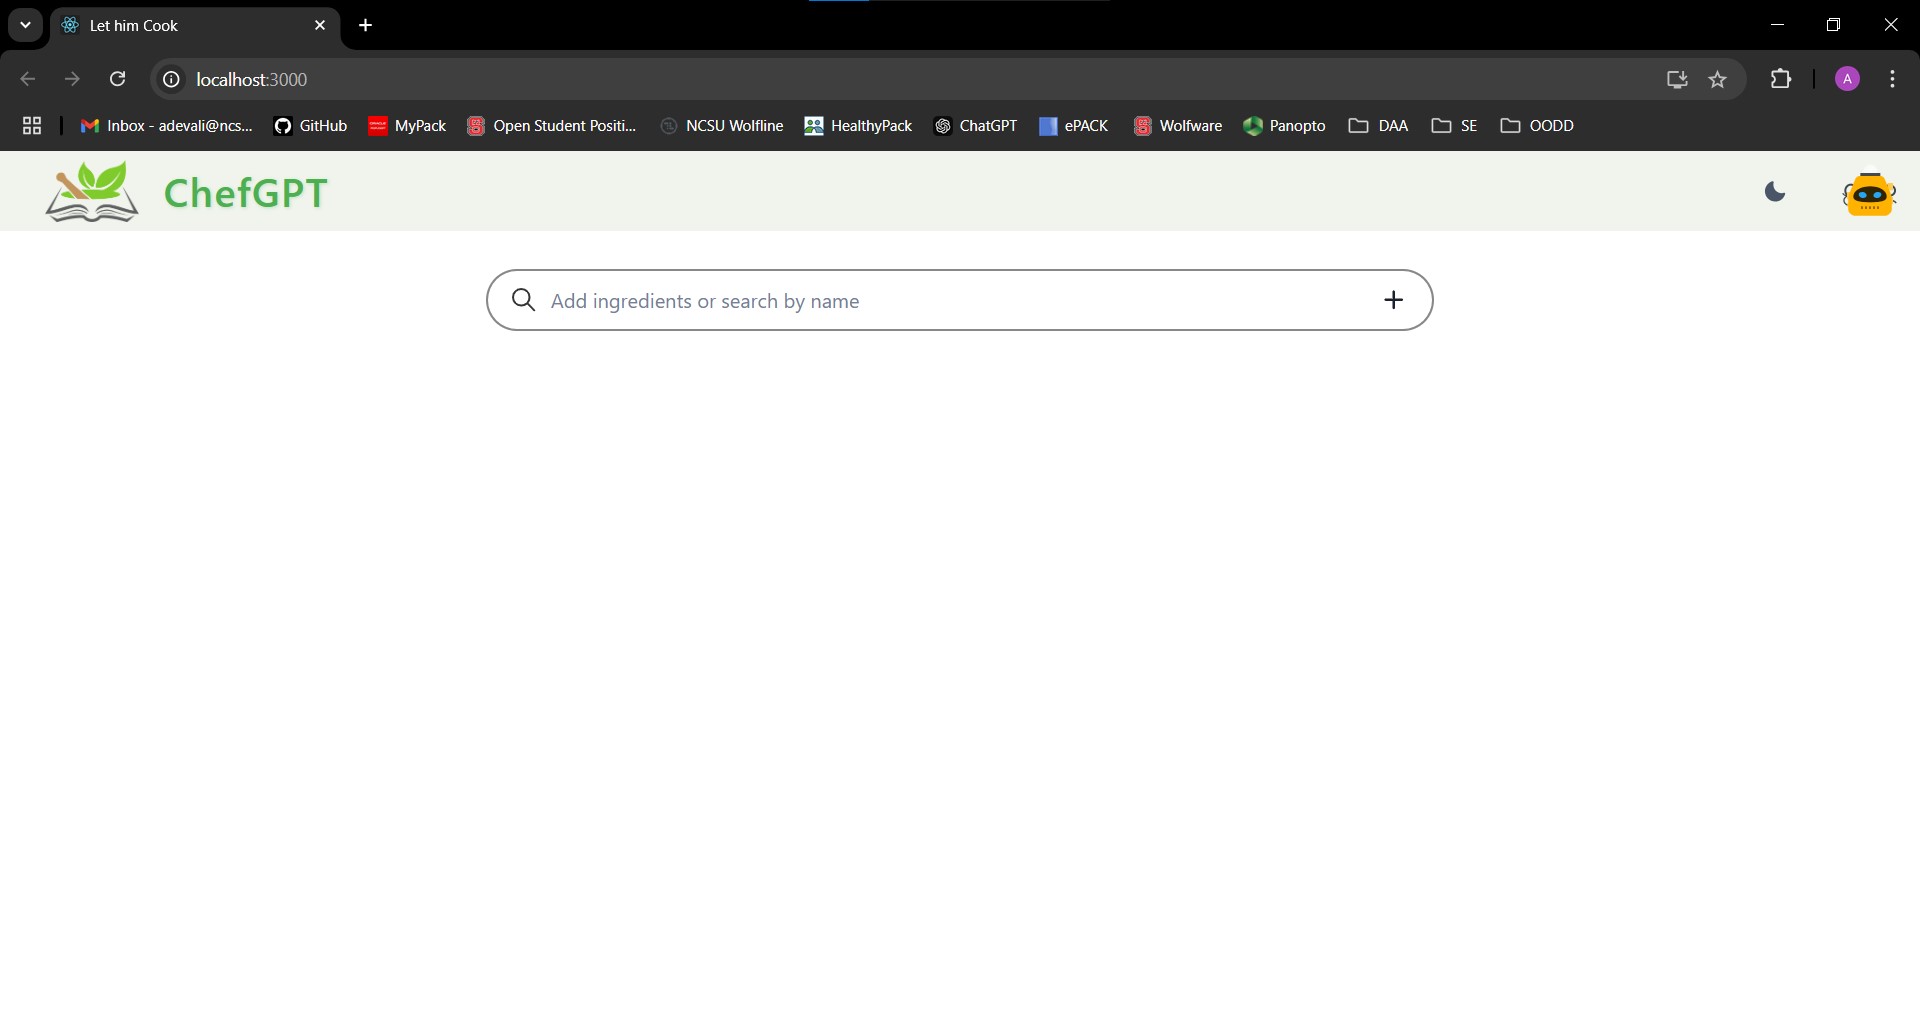 Let him Cook
localhost:3000
Inbox - adevali@ncs... GitHub MyPack Open Student Positi... NCSU Wolfline HealthyPack ChatGPT ePACK Wolfware Panopto DAA SE OODD
A
ChefGPT
Add ingredients or search by name